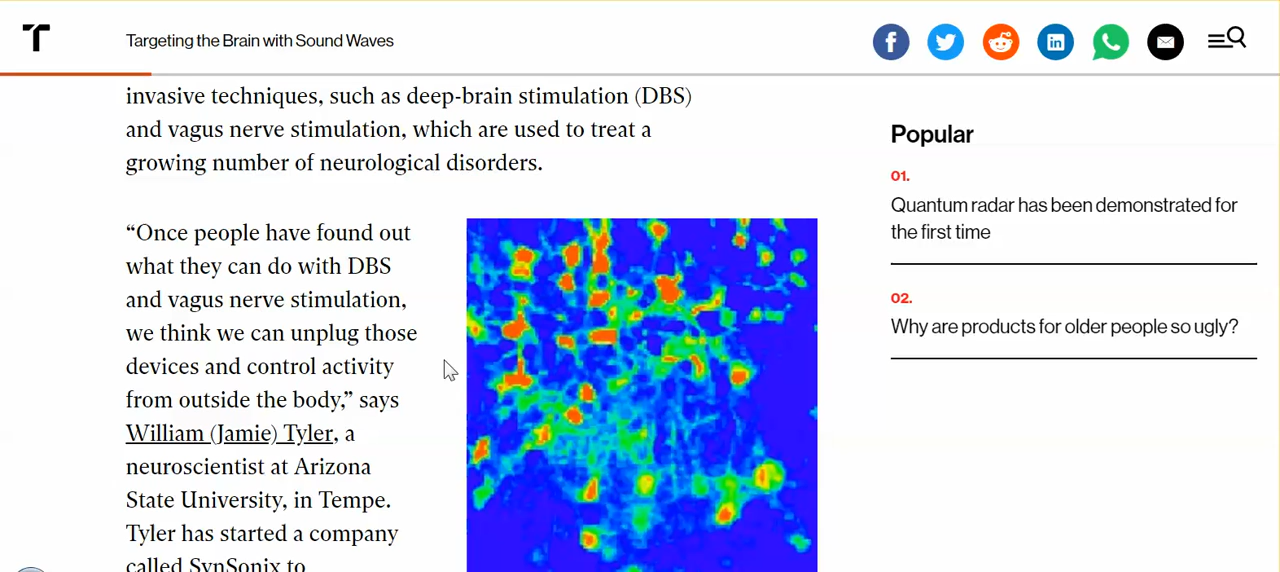 Targeting the Brain with Sound Waves
invasive techniques, such as deep-brain stimulation (DBS)
and vagus nerve stimulation, which are used to treat a
growing number of neurological disorders.
“Once people have found out
what they can do with DBS
and vagus nerve stimulation,
we think we can unplug those
devices and control activity
from outside the body,” says
William (Jamie) Tyler, a
neuroscientist at Arizona
State University, in Tempe.
Tyler has started a company
called SynSonix to
Popular
01.
Quantum radar has been demonstrated for
the first time
02.
Why are products for older people so ugly?